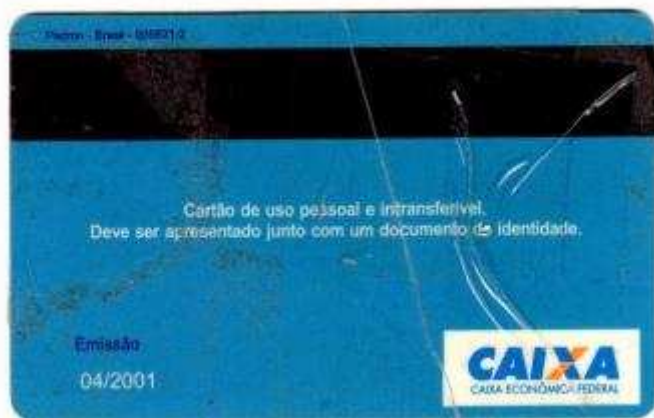 Cartão de uso pessoal e intransferível.
Deve ser apresentado junto com um documento de identidade.
Emissão
04/2001
CAIXA
CAIXA ECONÔMICA FEDERAL